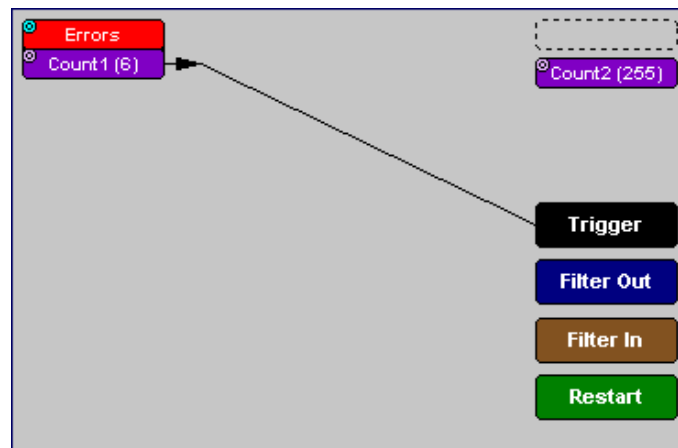 Errors
Count1 (6)
Count2 (255)
Trigger
Filter Out
Filter In
Restart